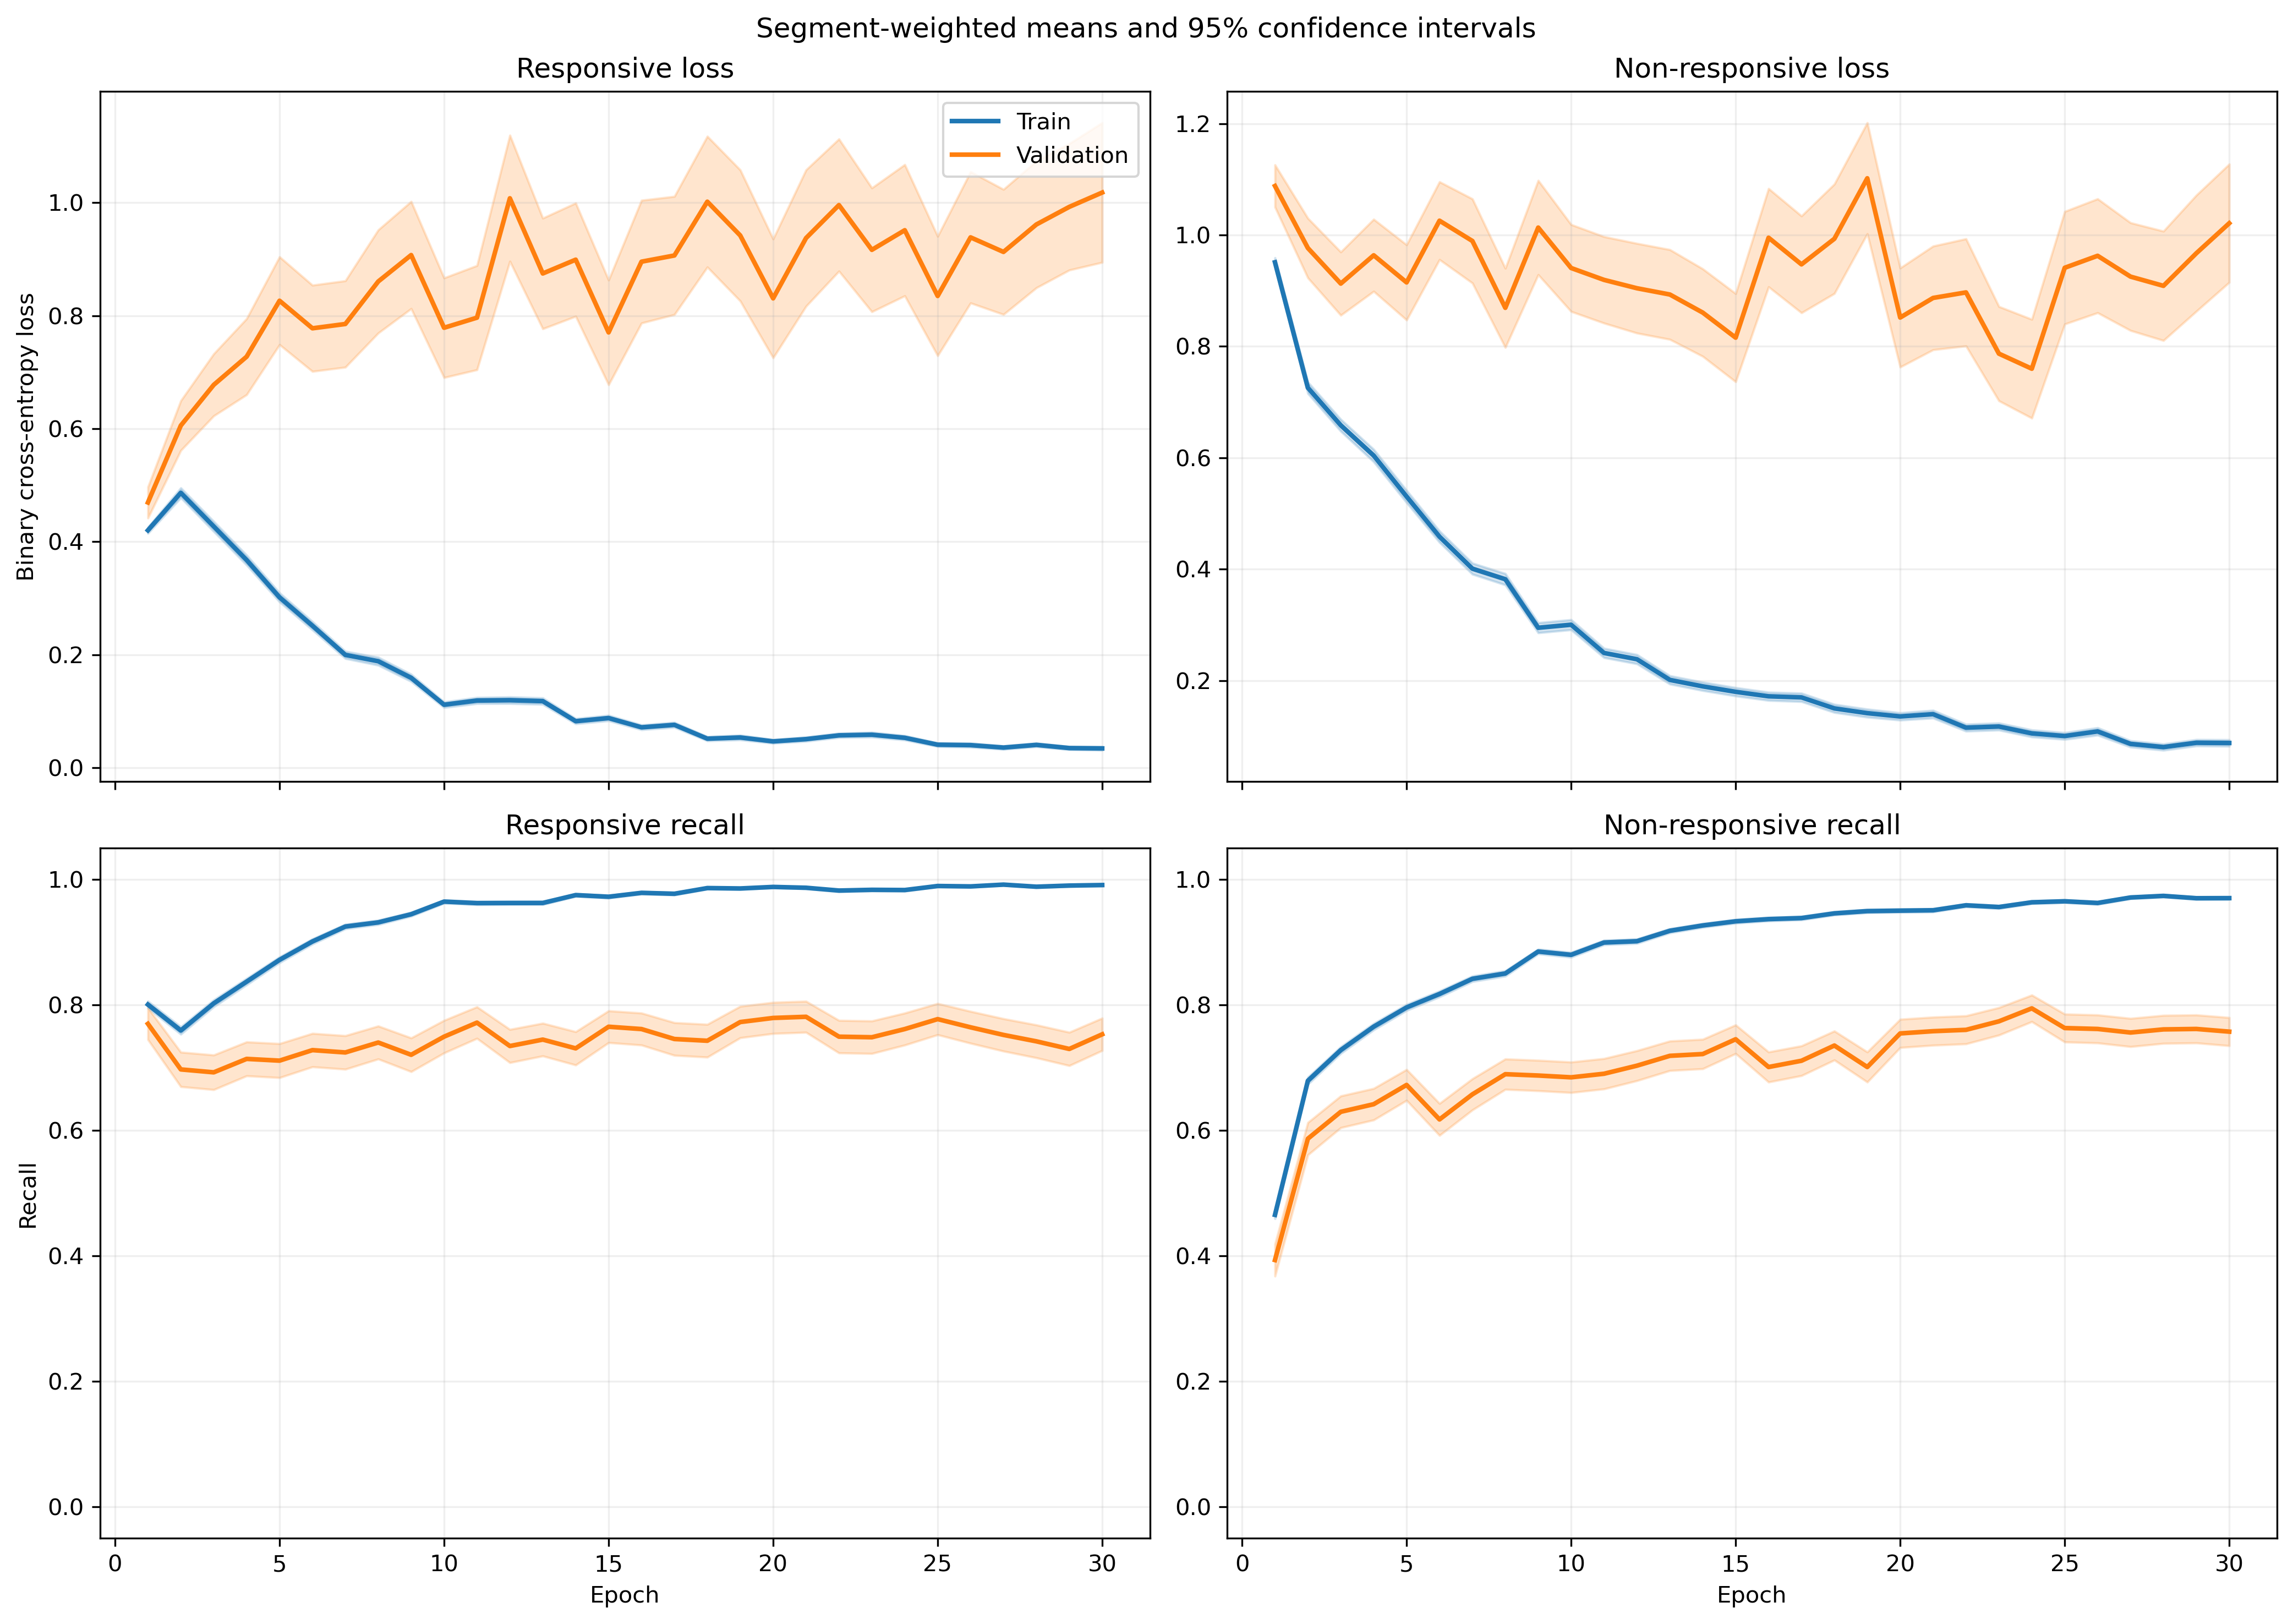 Segment-weighted means and 95% confidence intervals
Responsive loss
Non-responsive loss
Train
Validation
Binary cross-entropy loss
1.0
0.8
0.6
0.4
0.2
0.0
1.2
1.0
0.8
0.6
0.4
0.2
Responsive recall
Non-responsive recall
Recall
1.0
0.8
0.6
0.4
0.2
0.0
1.0
0.8
0.6
0.4
0.2
0.0
0 5 10 15 20 25 30
0 5 10 15 20 25 30
Epoch
Epoch